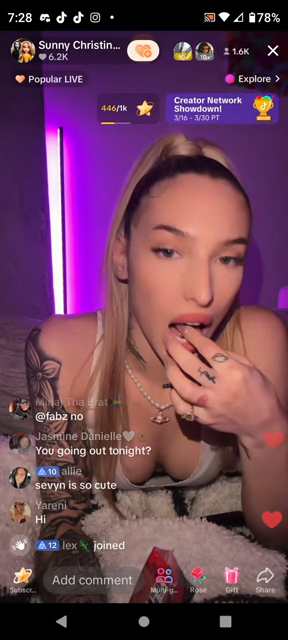 7:28
78%
Sunny Christin...
6.2K
1.6K
Popular LIVE
Explore >
446/1k
Creator Network
Showdown!
3/16 - 3/30 PT
@fabz no
Jasmine Danielle
You going out tonight?
10 allie
sevyn is so cute
Yareni
Hi
12 lex joined
Subscr...
Add comment
Multi-g...
Rose
Gift
Share